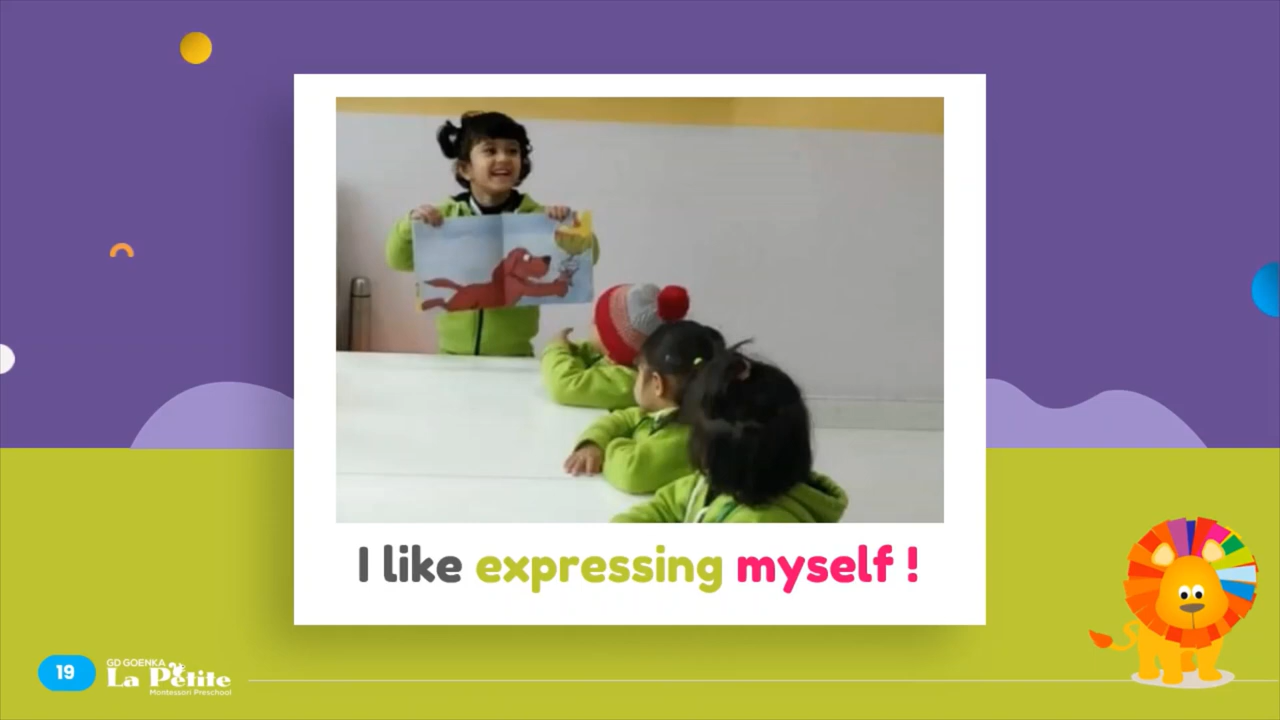 I like expressing myself !
19
GD GOENKA
La Petite
Montessori Preschool